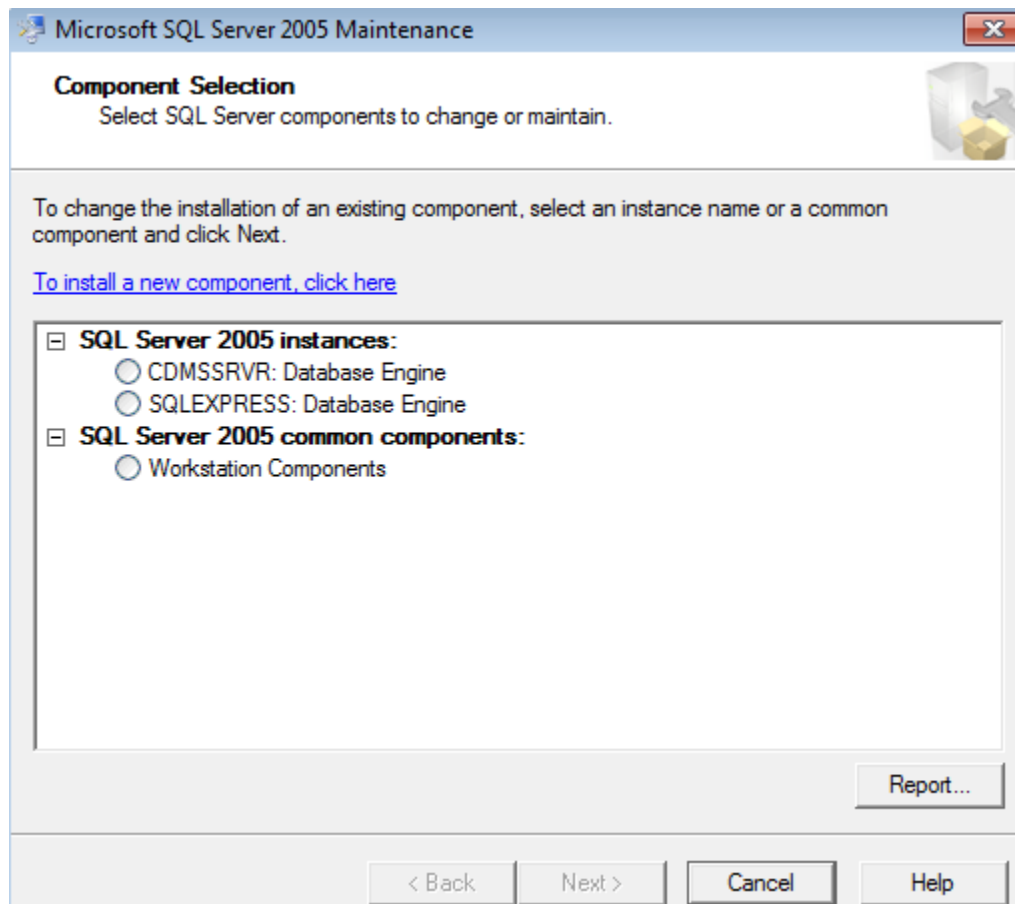 Microsoft SQL Server 2005 Maintenance
Component Selection
Select SQL Server components to change or maintain.
To change the installation of an existing component, select an instance name or a common
component and click Next.
To install a new component, click here
SQL Server 2005 instances:
CDMSSRVR: Database Engine
SQLEXPRESS: Database Engine
SQL Server 2005 common components:
Workstation Components
Report...
< Back
Next >
Cancel
Help